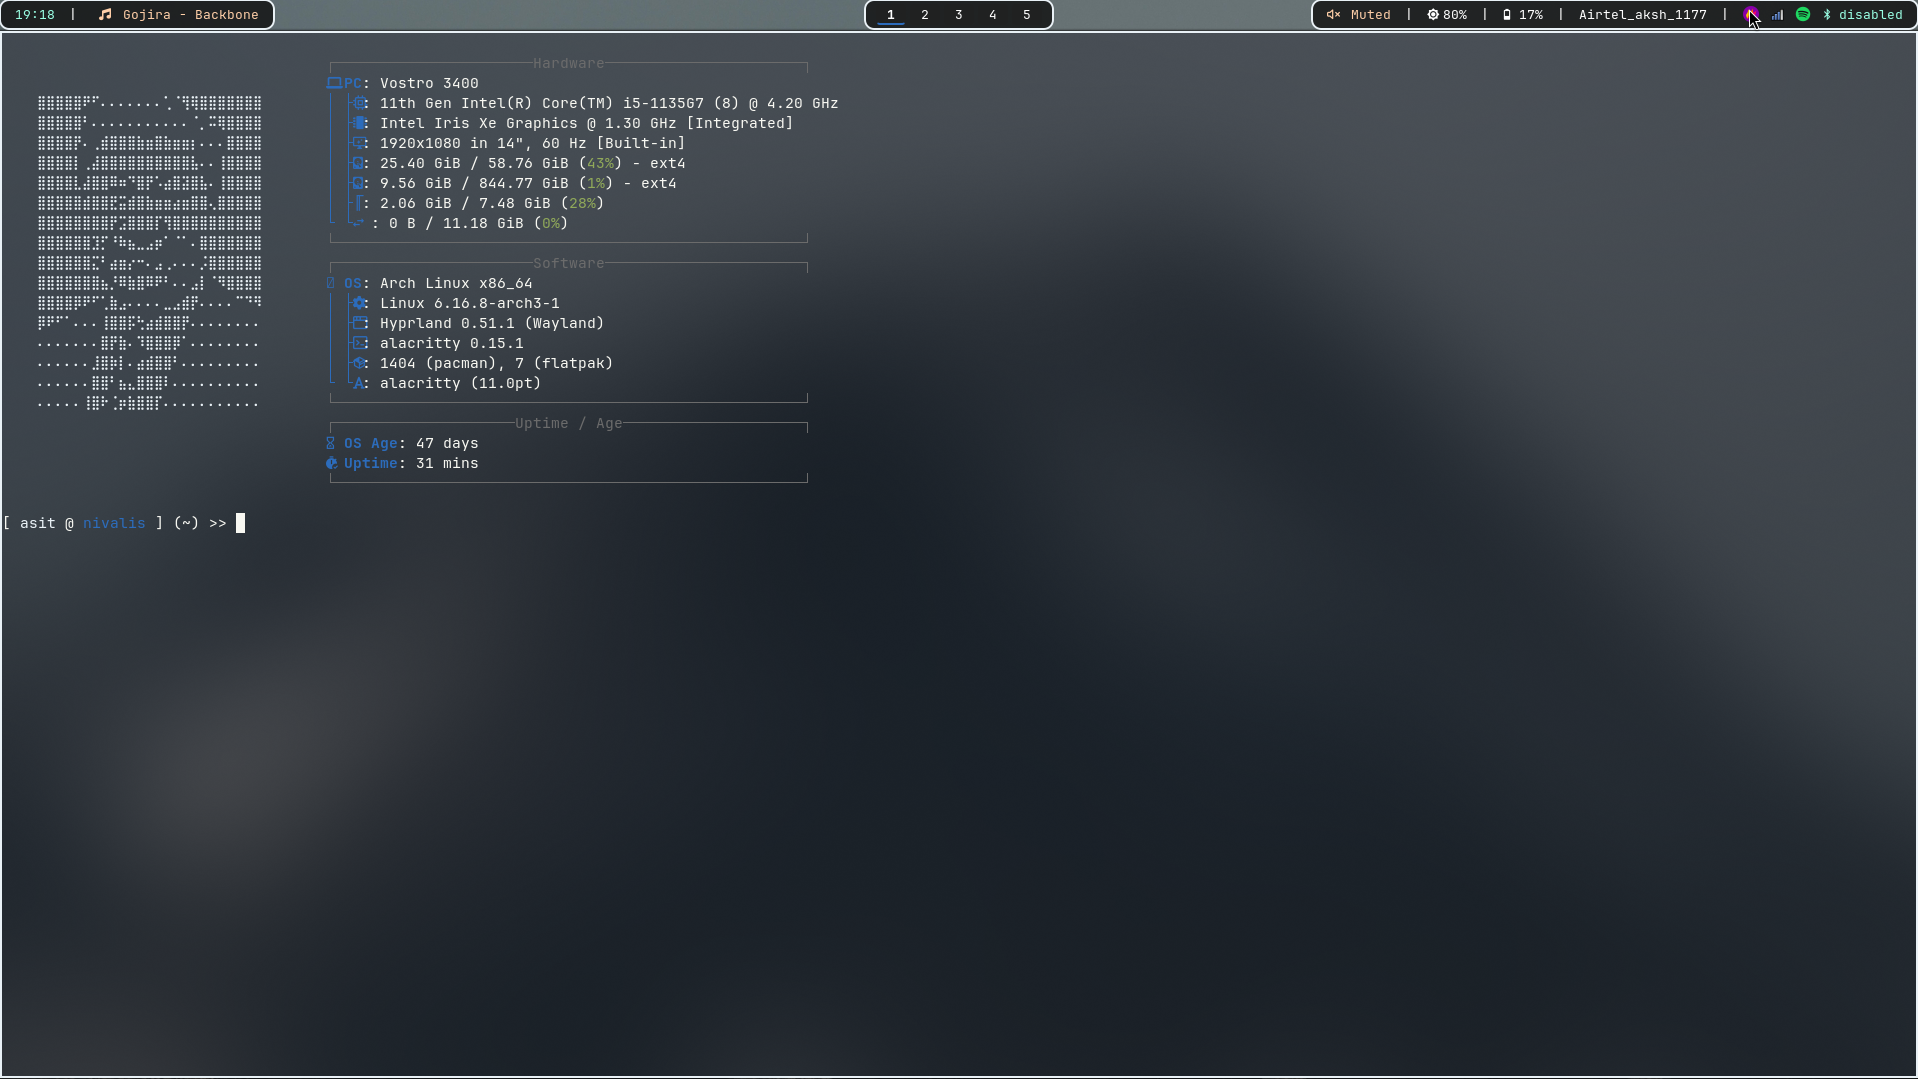 19:18 | Gojira - Backbone
1 2 3 4 5
Muted | 80% | 17% | Airtel_aksh_1177 | disabled
Hardware
PC: Vostro 3400
: 11th Gen Intel(R) Core(TM) i5-1135G7 (8) @ 4.20 GHz
: Intel Iris Xe Graphics @ 1.30 GHz [Integrated]
: 1920x1080 in 14", 60 Hz [Built-in]
: 25.40 GiB / 58.76 GiB (43%) - ext4
: 9.56 GiB / 844.77 GiB (1%) - ext4
: 2.06 GiB / 7.48 GiB (28%)
: 0 B / 11.18 GiB (0%)
Software
OS: Arch Linux x86_64
: Linux 6.16.8-arch3-1
: Hyprland 0.51.1 (Wayland)
: alacritty 0.15.1
: 1404 (pacman), 7 (flatpak)
: alacritty (11.0pt)
Uptime / Age
OS Age: 47 days
Uptime: 31 mins
[ asit @ nivalis ] (~) >>